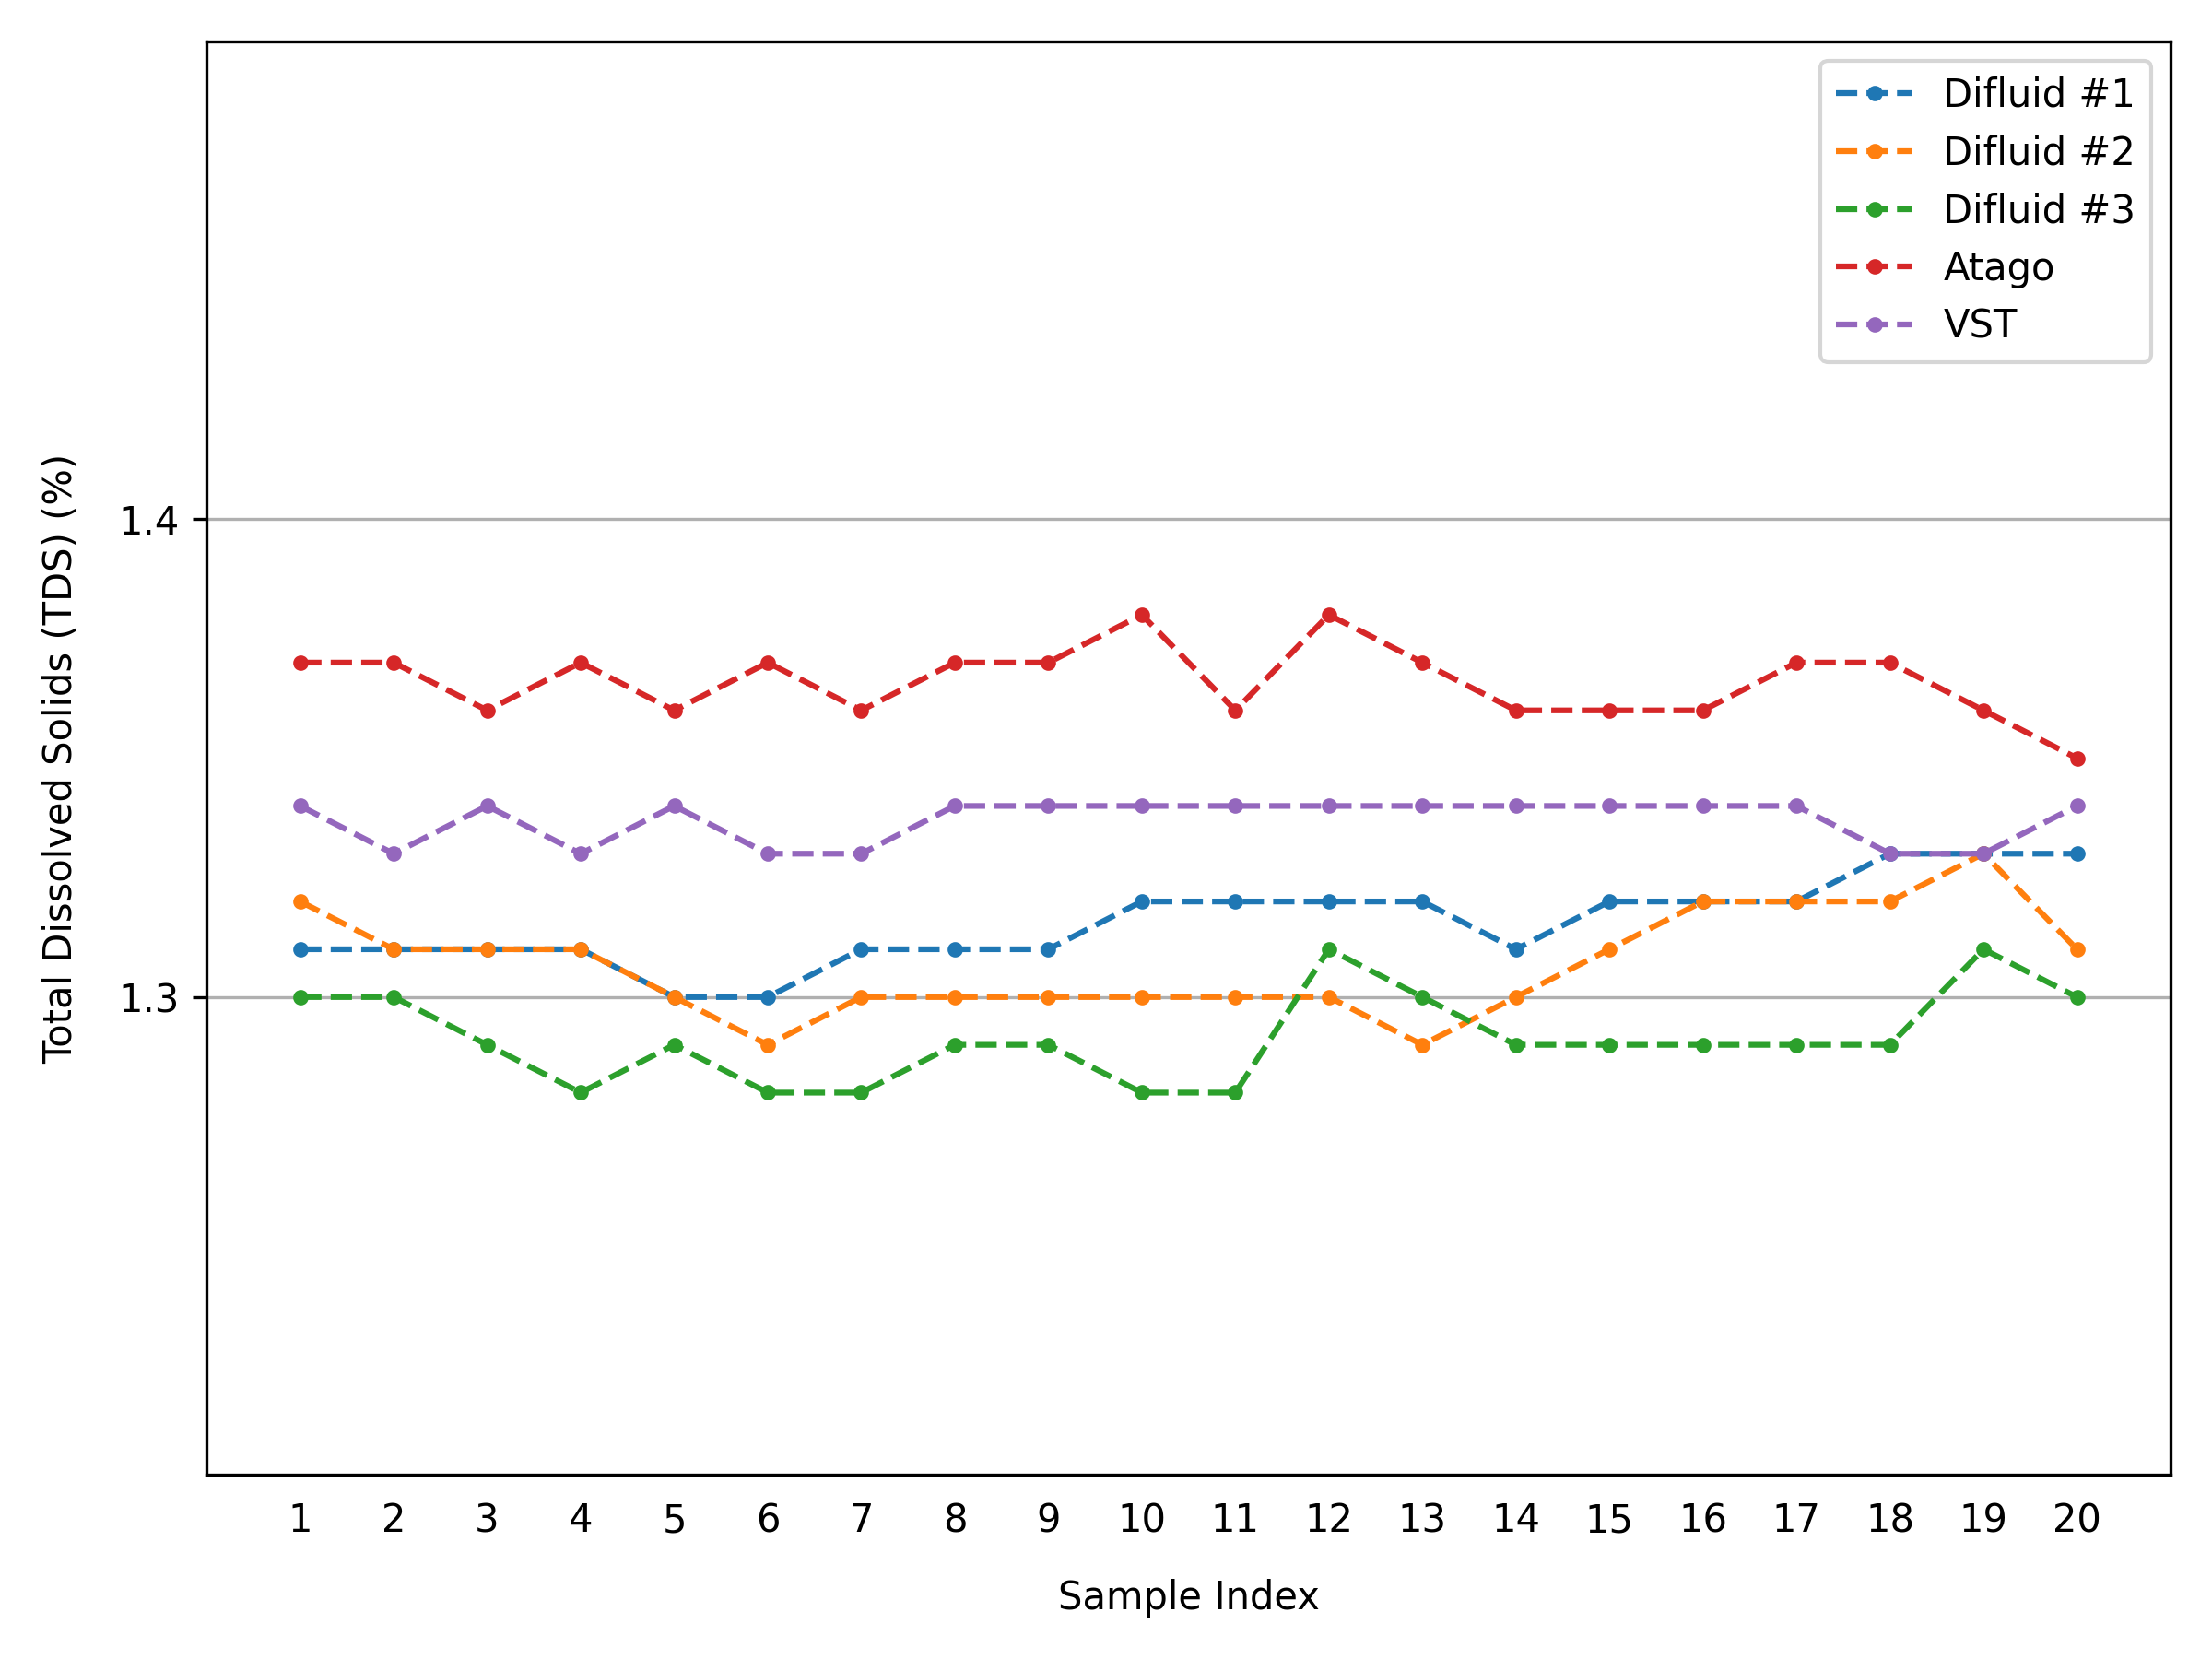 Difluid #1
Difluid #2
Difluid #3
Atago
VST
Total Dissolved Solids (TDS) (%)
1.4
1.3
1 2 3 4 5 6 7 8 9 10 11 12 13 14 15 16 17 18 19 20
Sample Index